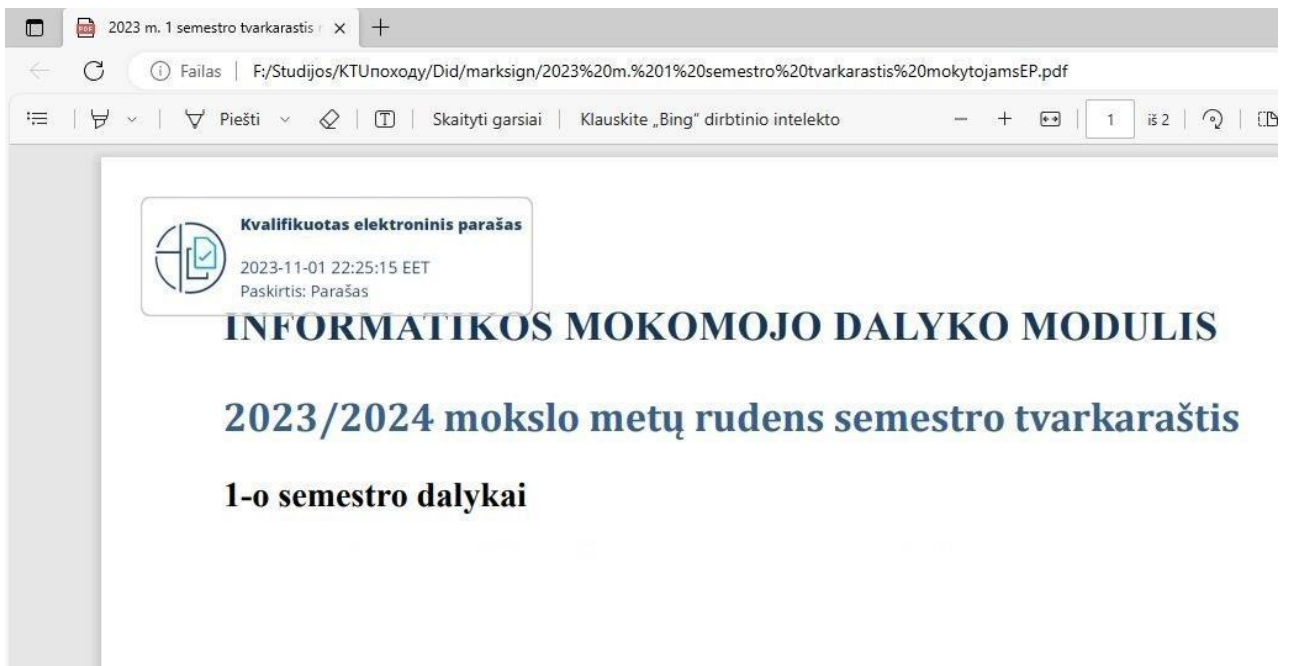 2023 m. 1 semestro tvarkarastis
Failas | F:/Studijos/KTUпоходу/Did/marksign/2023%20m.%201%20semestro%20tvarkarastis%20mokytojamsEP.pdf
Piešti | Skaityti garsiai | Klauskite „Bing“ dirbtinio intelekto 1 iš 2
Kvalifikuotas elektroninis parašas
2023-11-01 22:25:15 EET
Paskirtis: Parašas
INFORMATIKOS MOKOMOJO DALYKO MODULIS
2023/2024 mokslo metų rudens semestro tvarkaraštis
1-o semestro dalykai